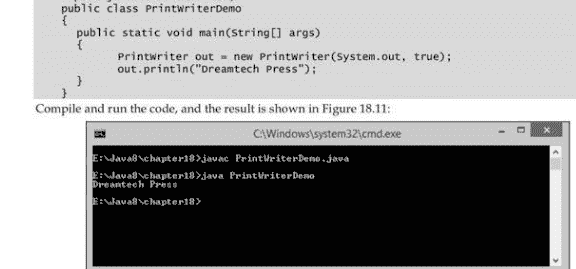 public class PrintWriterDemo
{
public static void main(String[] args)
{
PrintWriter out = new PrintWriter(System.out, true);
out.println("Dreamtech Press");
}
}
Compile and run the code, and the result is shown in Figure 18.11:
C:\Windows\system32\cmd.exe
E:\Java8\chapter18>javac PrintWriterDemo.java
E:\Java8\chapter18>java PrintWriterDemo
Dreamtech Press
E:\Java8\chapter18>